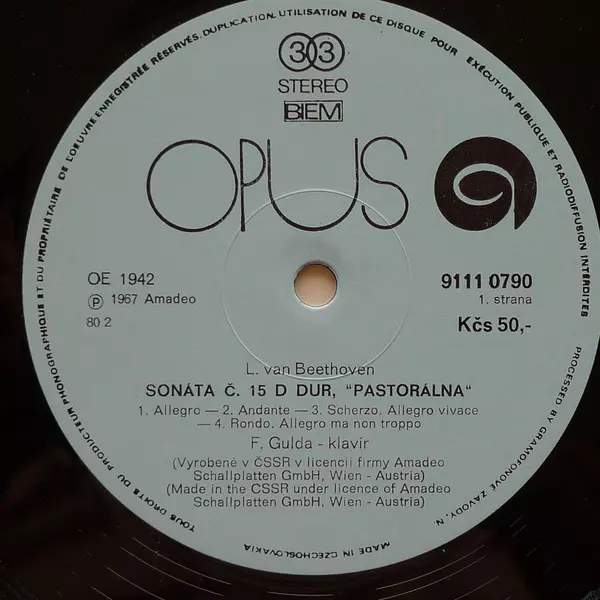 TOUS DROITS DU PRODUCTEUR PHONOGRAPHIQUE ET DU PROPRIÉTAIRE DE L'OEUVRE ENREGISTRÉE RÉSERVÉS DUPLICATION, UTILISATION DE CE DISQUE POUR EXÉCUTION PUBLIQUE ET RADIODIFFUSION INTERDITES
PROCESSED BY GRAMOFONOVÉ ZÁVODY, N.
MADE IN CZECHOSLOVAKIA
33
STEREO
BIEM
OPUS
OE 1942
℗ 1967 Amadeo
80 2
9111 0790
1. strana
Kčs 50,-
L. van Beethoven
SONÁTA Č. 15 D DUR, "PASTORÁLNA"
1. Allegro — 2. Andante — 3. Scherzo. Allegro vivace
— 4. Rondo. Allegro ma non troppo
F. Gulda - klavír
(Vyrobené v ČSSR v licencii firmy Amadeo
Schallplatten GmbH, Wien - Austria)
(Made in the CSSR under licence of Amadeo
Schallplatten GmbH, Wien - Austria)